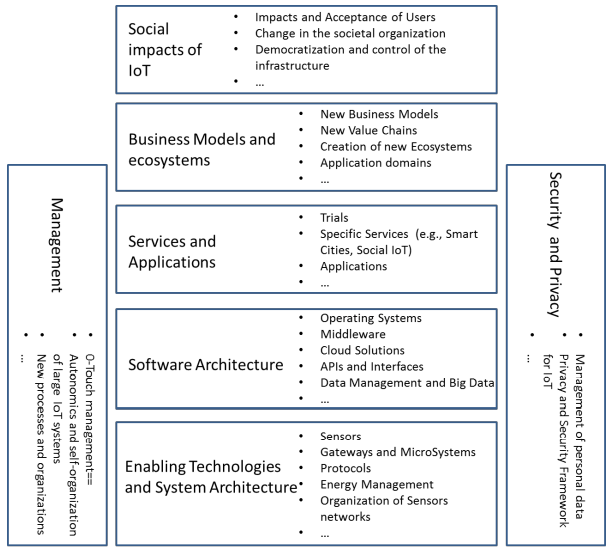 Social
impacts of
IoT
• Impacts and Acceptance of Users
• Change in the societal organization
• Democratization and control of the
infrastructure
• ...
Business Models and
ecosystems
• New Business Models
• New Value Chains
• Creation of new Ecosystems
• Application domains
• ...
Services and
Applications
• Trials
• Specific Services (e.g., Smart
Cities, Social IoT)
• Applications
• ...
Software Architecture
• Operating Systems
• Middleware
• Cloud Solutions
• APIs and Interfaces
• Data Management and Big Data
• ...
Enabling Technologies
and System Architecture
• Sensors
• Gateways and MicroSystems
• Protocols
• Energy Management
• Organization of Sensors
networks
• ...
Management
• 0-Touch management==
• Autonomics and self-organization
of large IoT systems
• New processes and organizations
• ...
Security and Privacy
• Management of personal data
• Privacy and Security Framework
for IoT
• ...